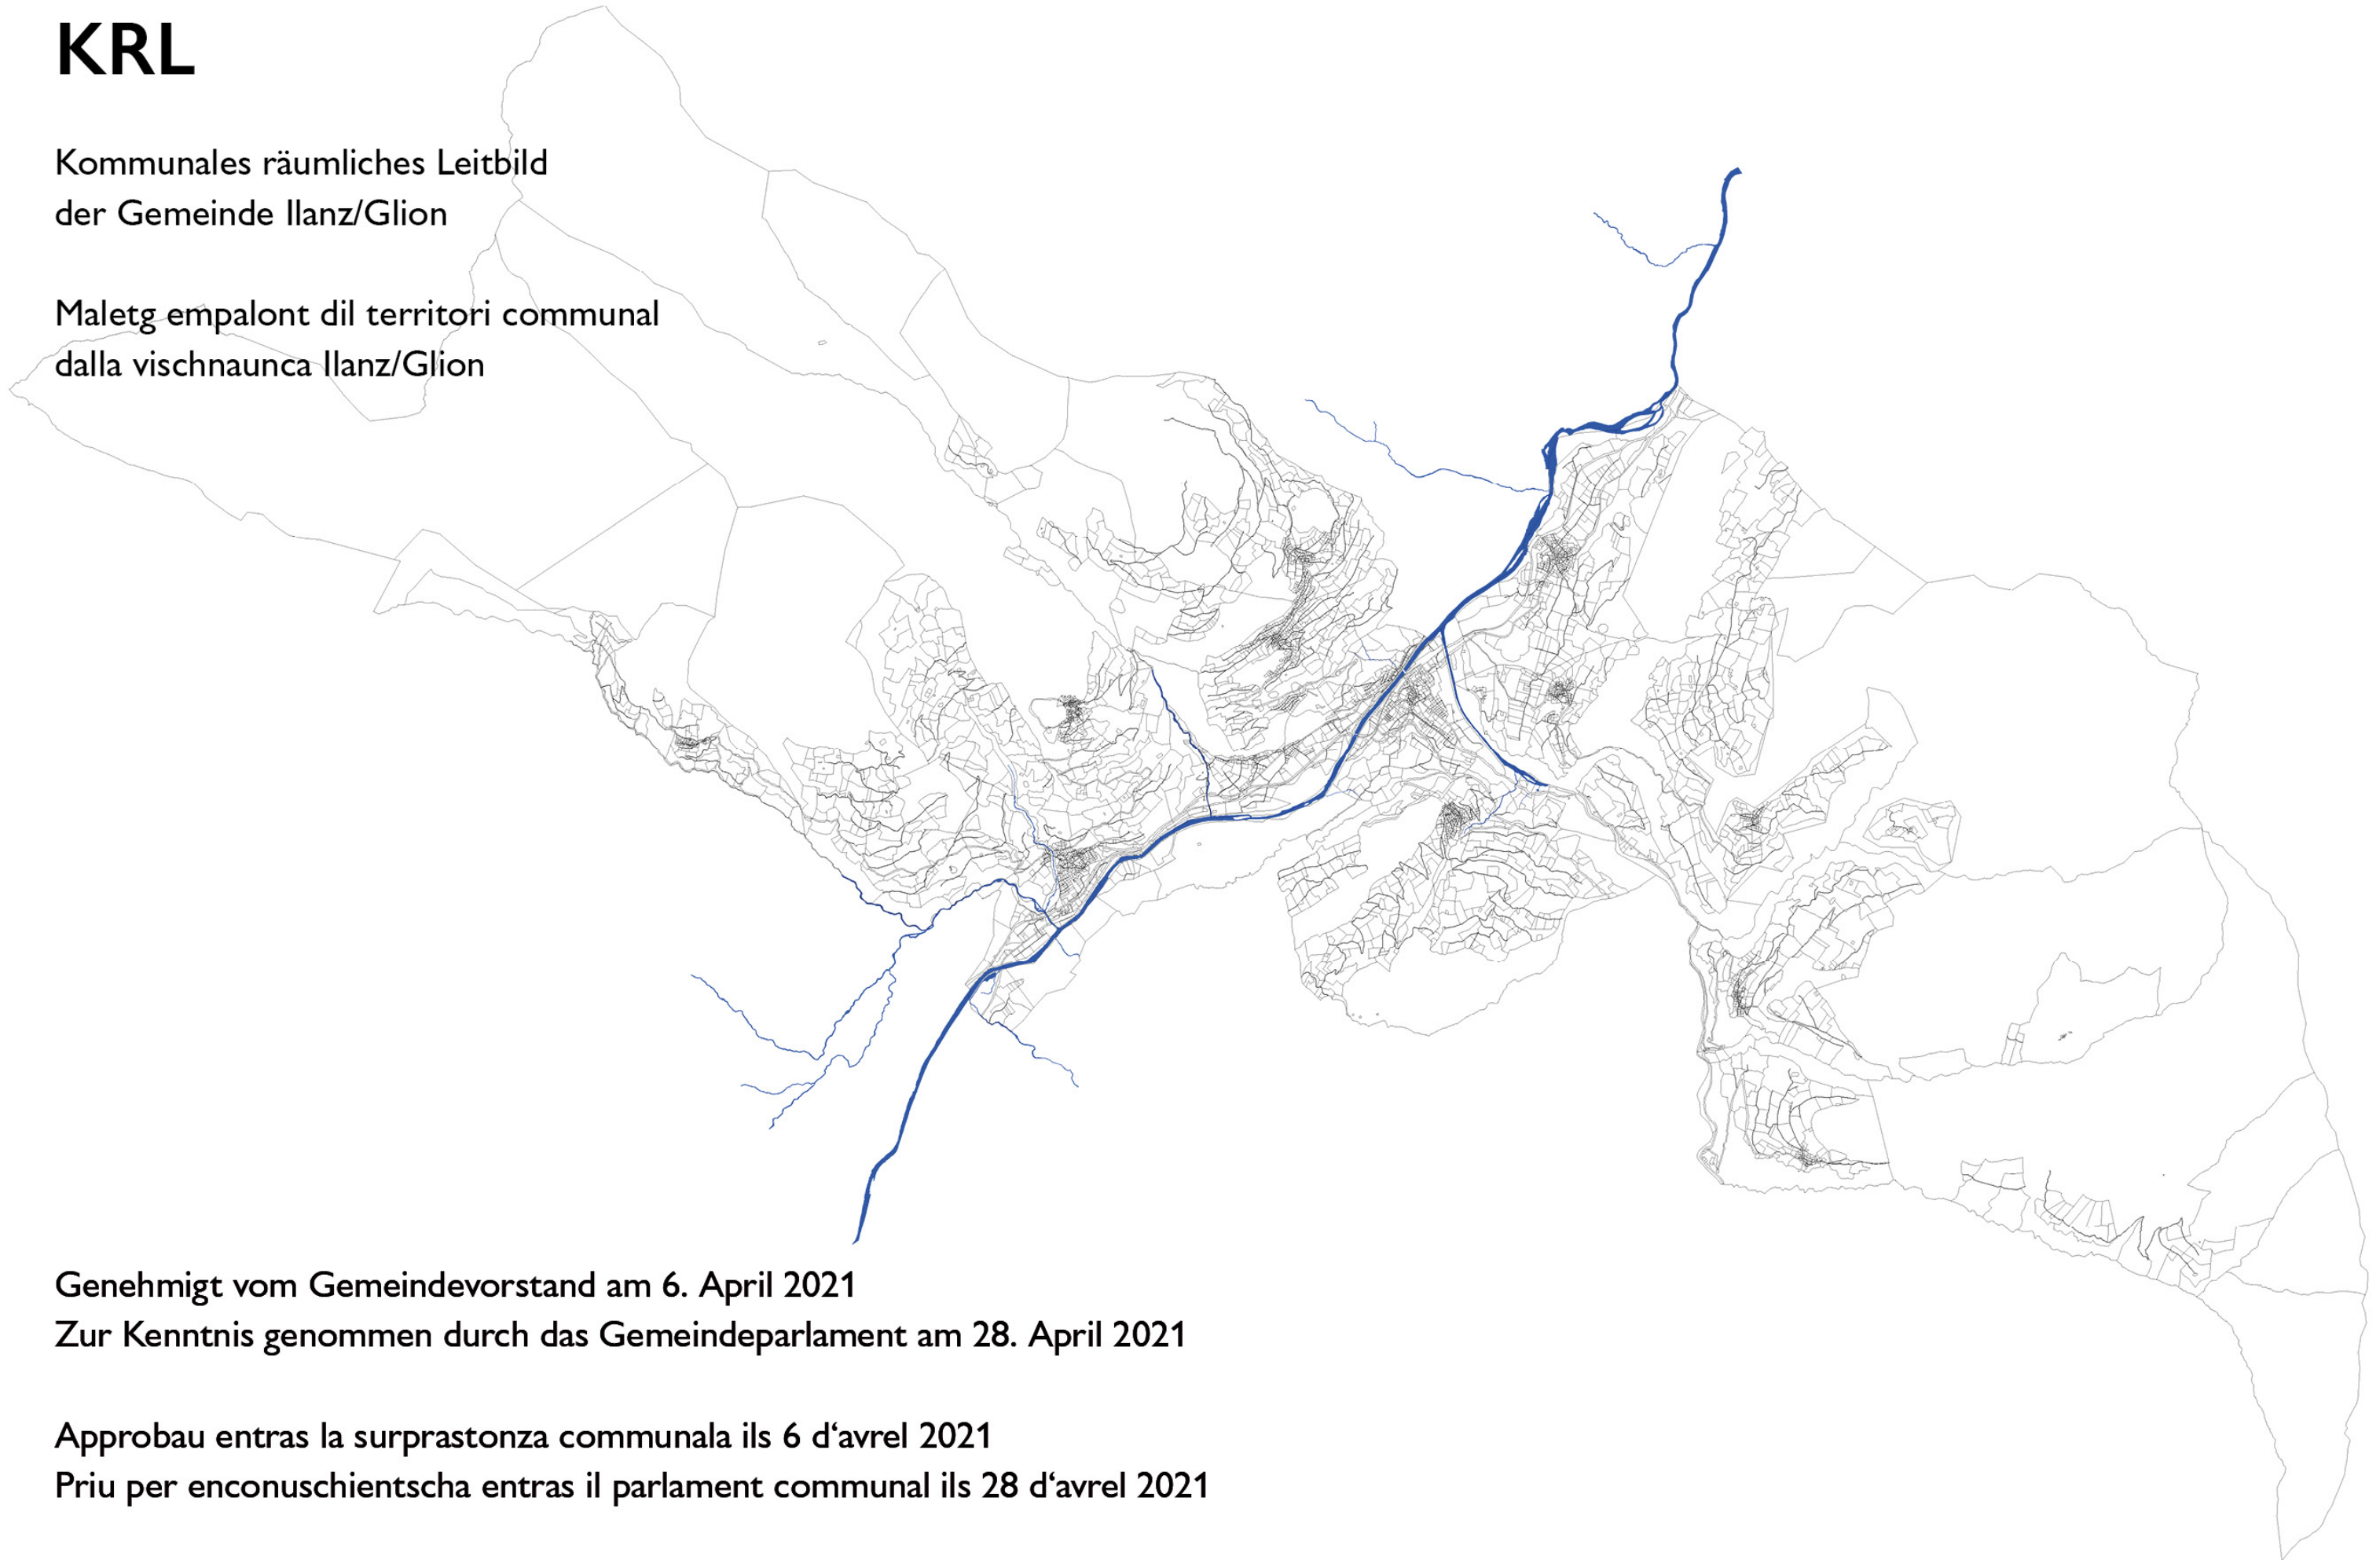 KRL
Kommunales räumliches Leitbild
der Gemeinde Ilanz/Glion
Maletg empalont dil territori communal
dalla vischnaunca Ilanz/Glion
Genehmigt vom Gemeindevorstand am 6. April 2021
Zur Kenntnis genommen durch das Gemeindeparlament am 28. April 2021
Approbau entras la surprastonza communala ils 6 d‘avrel 2021
Priu per enconuschientscha entras il parlament communal ils 28 d‘avrel 2021